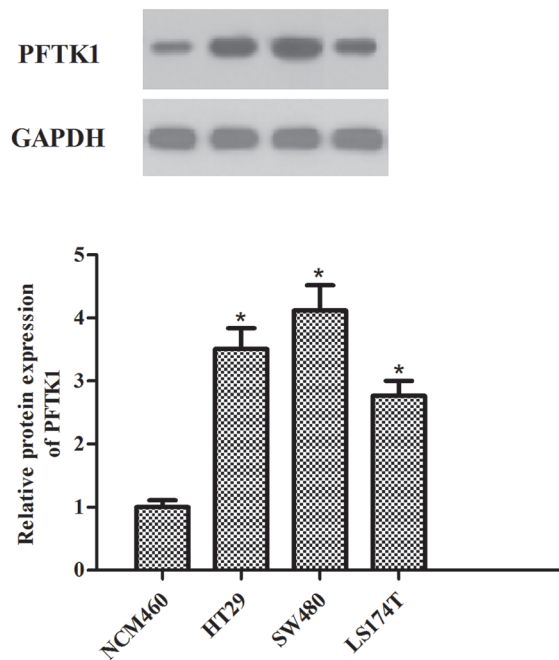 PFTK1
GAPDH
Relative protein expression
of PFTK1
5
4
3
2
1
0
*
*
*
NCM460
HT29
SW480
LS174T